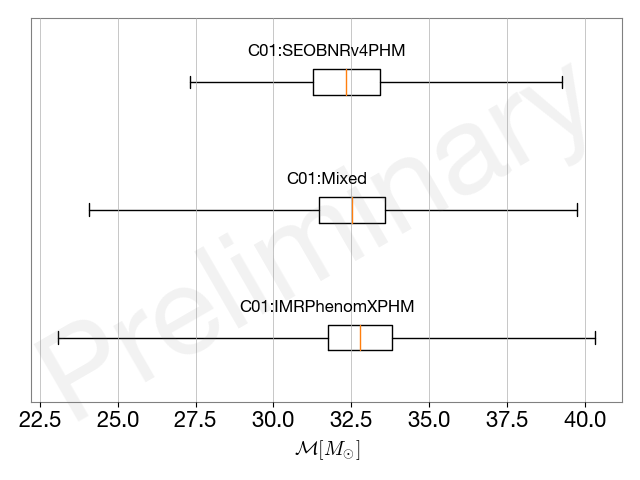 C01:SEOBNRv4PHM
C01:Mixed
C01:IMRPhenomXPHM
Preliminary
22.5 25.0 27.5 30.0 32.5 35.0 37.5 40.0
ℳ[M⊙]